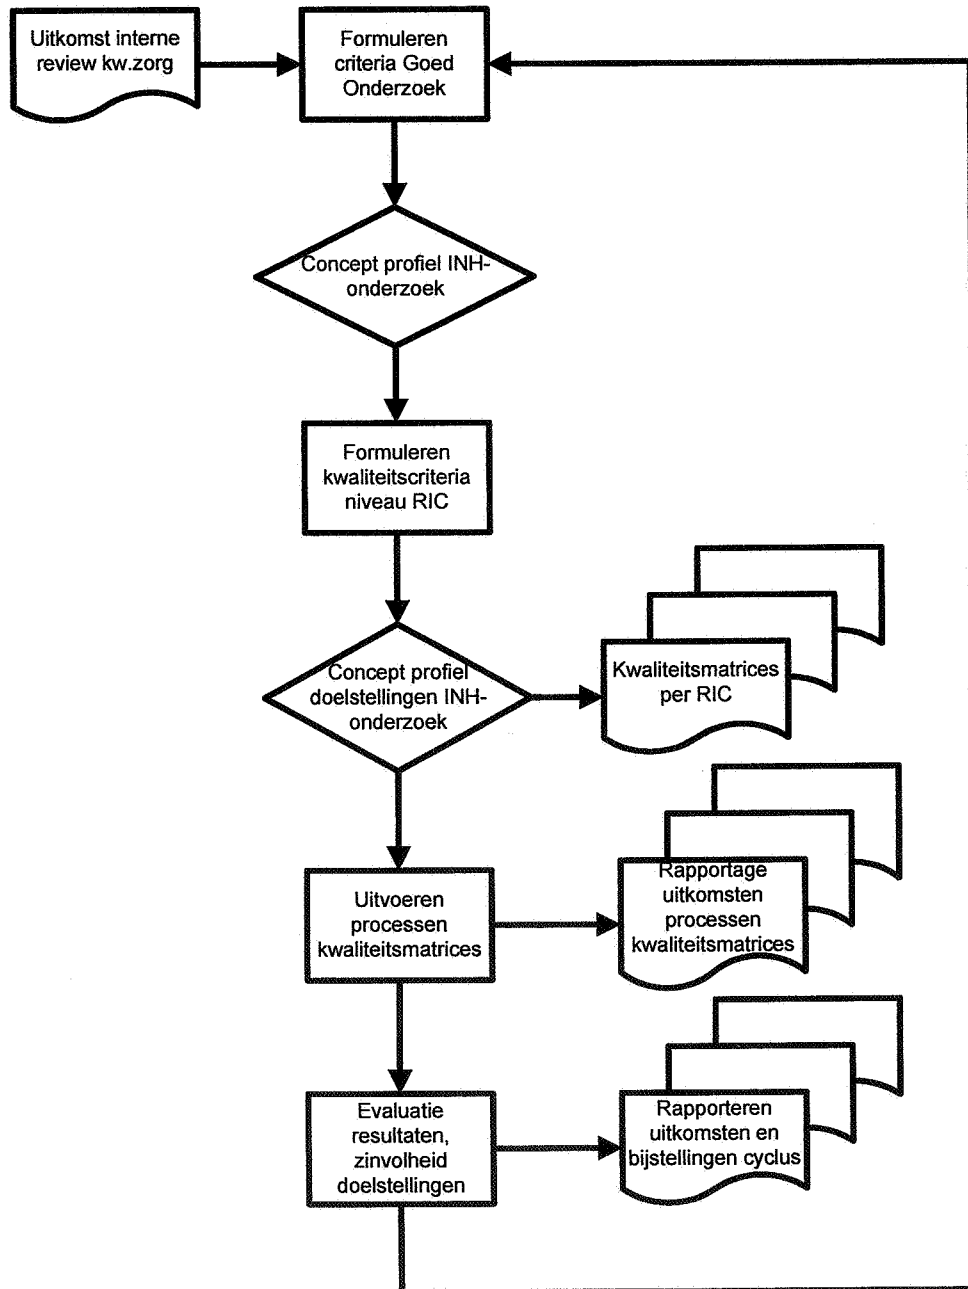 Uitkomst interne
review kw.zorg
Formuleren
criteria Goed
Onderzoek
Concept profiel INH-
onderzoek
Formuleren
kwaliteitscriteria
niveau RIC
Concept profiel
doelstellingen INH-
onderzoek
Kwaliteitsmatrices
per RIC
Uitvoeren
processen
kwaliteitsmatrices
Rapportage
uitkomsten
processen
kwaliteitsmatrices
Evaluatie
resultaten,
zinvolheid
doelstellingen
Rapporteren
uitkomsten en
bijstellingen cyclus